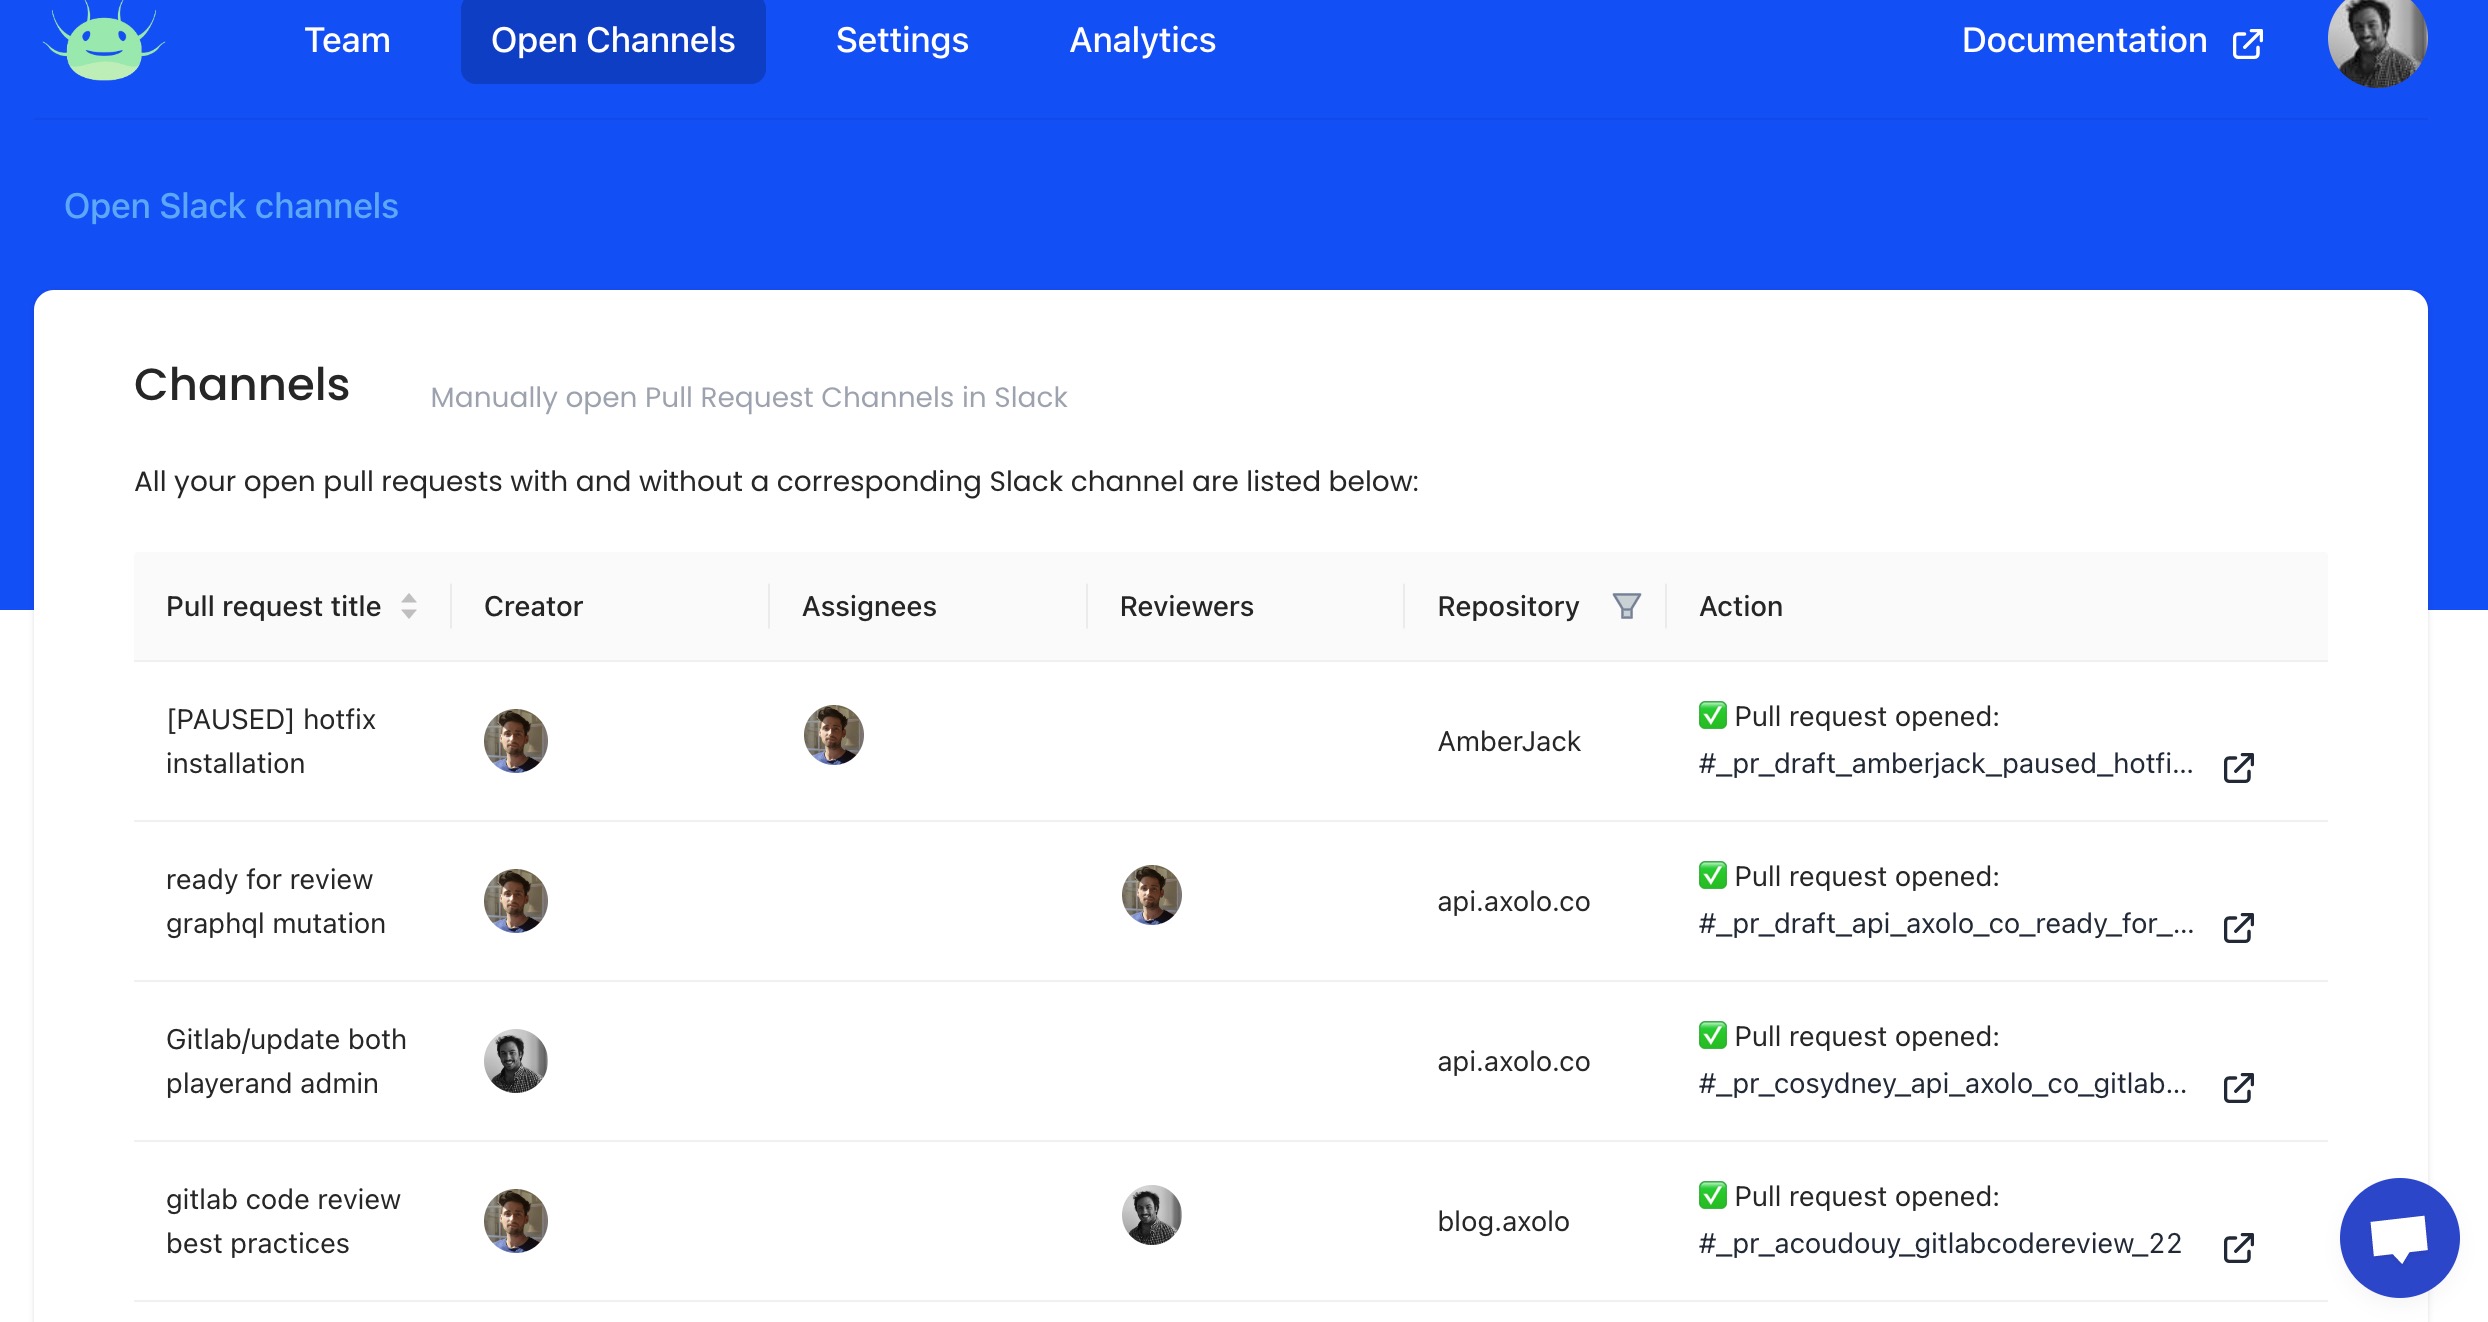 Team Open Channels Settings Analytics Documentation
Open Slack channels
Channels Manually open Pull Request Channels in Slack
All your open pull requests with and without a corresponding Slack channel are listed below:
Pull request title Creator Assignees Reviewers Repository Action
[PAUSED] hotfix
installation
AmberJack
✅ Pull request opened:
#_pr_draft_amberjack_paused_hotfi...
ready for review
graphql mutation
api.axolo.co
✅ Pull request opened:
#_pr_draft_api_axolo_co_ready_for_...
Gitlab/update both
playerand admin
api.axolo.co
✅ Pull request opened:
#_pr_cosydney_api_axolo_co_gitlab...
gitlab code review
best practices
blog.axolo
✅ Pull request opened:
#_pr_acoudouy_gitlabcodereview_22